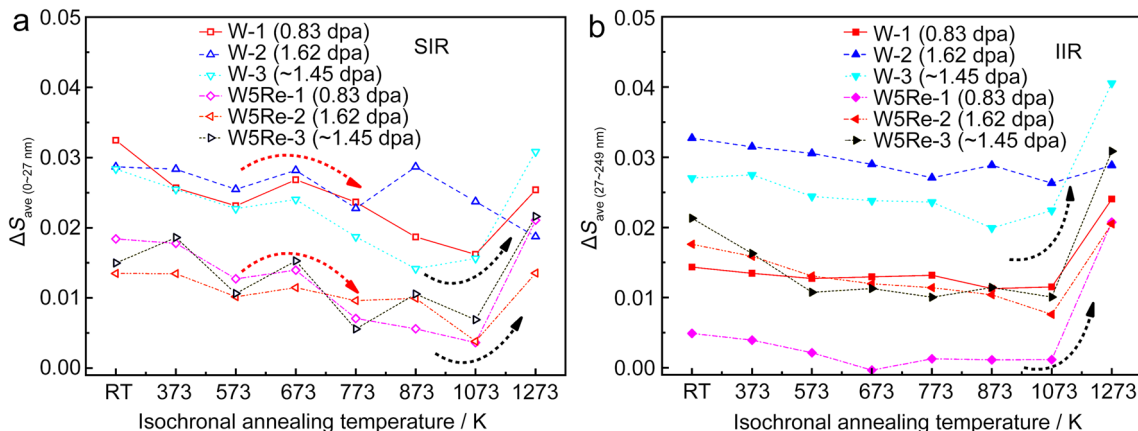 a
SIR
W-1 (0.83 dpa)
W-2 (1.62 dpa)
W-3 (~1.45 dpa)
W5Re-1 (0.83 dpa)
W5Re-2 (1.62 dpa)
W5Re-3 (~1.45 dpa)
0.05
0.04
0.03
0.02
0.01
0.00
ΔSave (0~27 nm)
RT 373 573 673 773 873 1073 1273
Isochronal annealing temperature / K
b
IIR
W-1 (0.83 dpa)
W-2 (1.62 dpa)
W-3 (~1.45 dpa)
W5Re-1 (0.83 dpa)
W5Re-2 (1.62 dpa)
W5Re-3 (~1.45 dpa)
0.05
0.04
0.03
0.02
0.01
0.00
ΔSave (27~249 nm)
RT 373 573 673 773 873 1073 1273
Isochronal annealing temperature / K